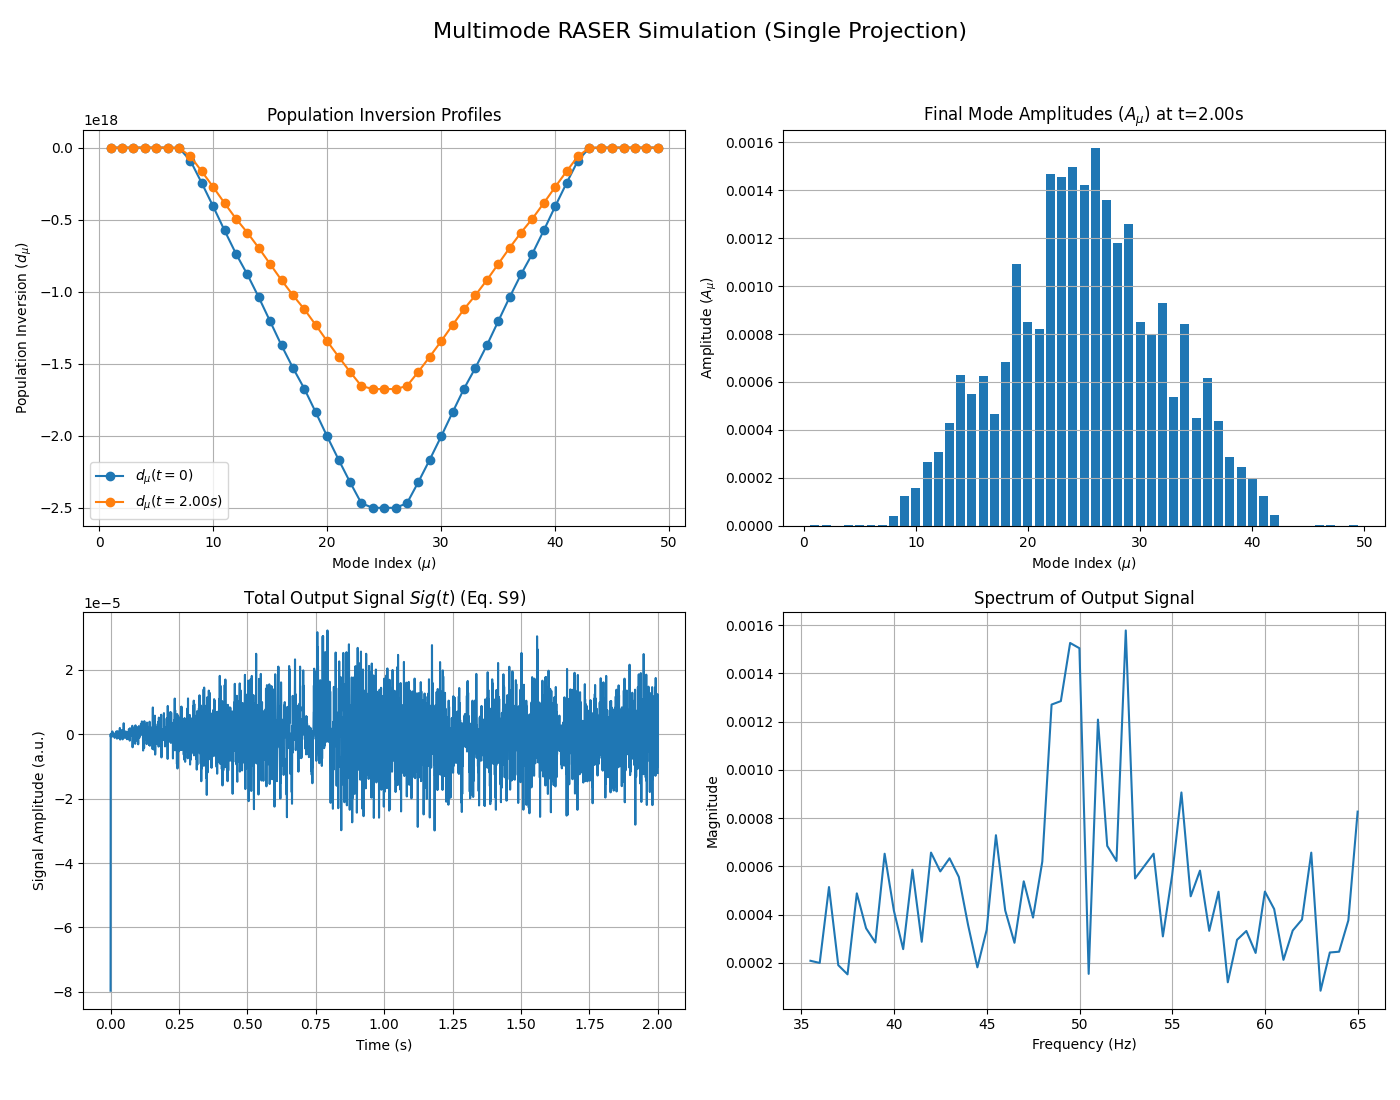 Multimode RASER Simulation (Single Projection)
Population Inversion Profiles
1e18
0.0
−0.5
−1.0
−1.5
−2.0
−2.5
Population Inversion (dμ)
dμ(t = 0)
dμ(t = 2.00s)
0 10 20 30 40 50
Mode Index (μ)
Final Mode Amplitudes (Aμ) at t=2.00s
0.0016
0.0014
0.0012
0.0010
0.0008
0.0006
0.0004
0.0002
0.0000
Amplitude (Aμ)
0 10 20 30 40 50
Mode Index (μ)
Total Output Signal Sig(t) (Eq. S9)
1e−5
2
0
−2
−4
−6
−8
Signal Amplitude (a.u.)
0.00 0.25 0.50 0.75 1.00 1.25 1.50 1.75 2.00
Time (s)
Spectrum of Output Signal
0.0016
0.0014
0.0012
0.0010
0.0008
0.0006
0.0004
0.0002
Magnitude
35 40 45 50 55 60 65
Frequency (Hz)